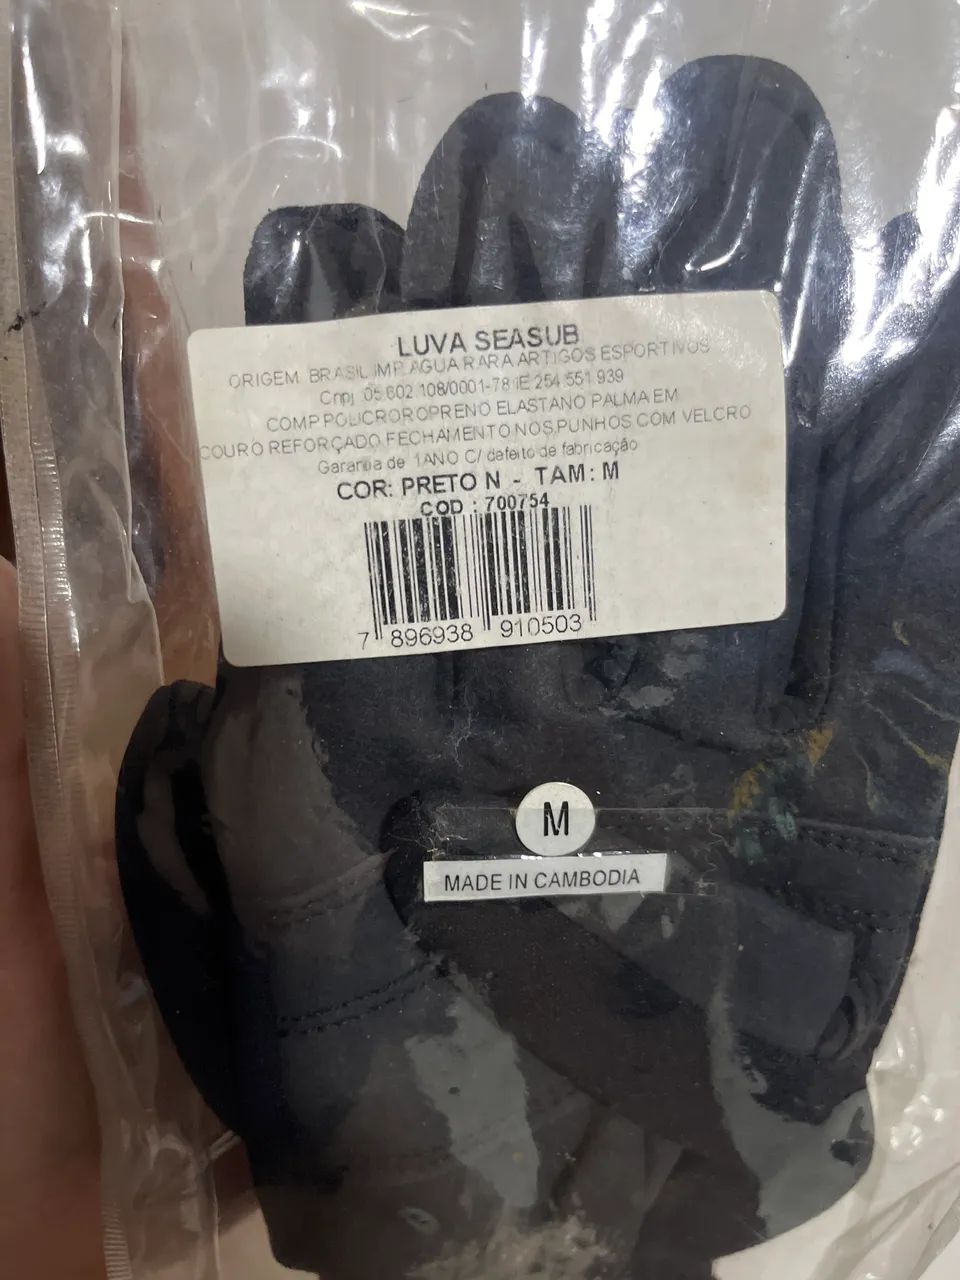 LUVA SEASUB
ORIGEM BRASIL IMP AGUA RARA ARTIGOS ESPORTIVOS
Cnpj 05.602.108/0001-78 IE 254.551.939
COMP POLICROROPRENO ELASTANO PALMA EM
COURO REFORÇADO FECHAMENTO NOS PUNHOS COM VELCRO
de 1ANO C/ defeito de fabricação
COR: PRETO N - TAM: M
COD : 700754
7 896938 910503
M
MADE IN CAMBODIA